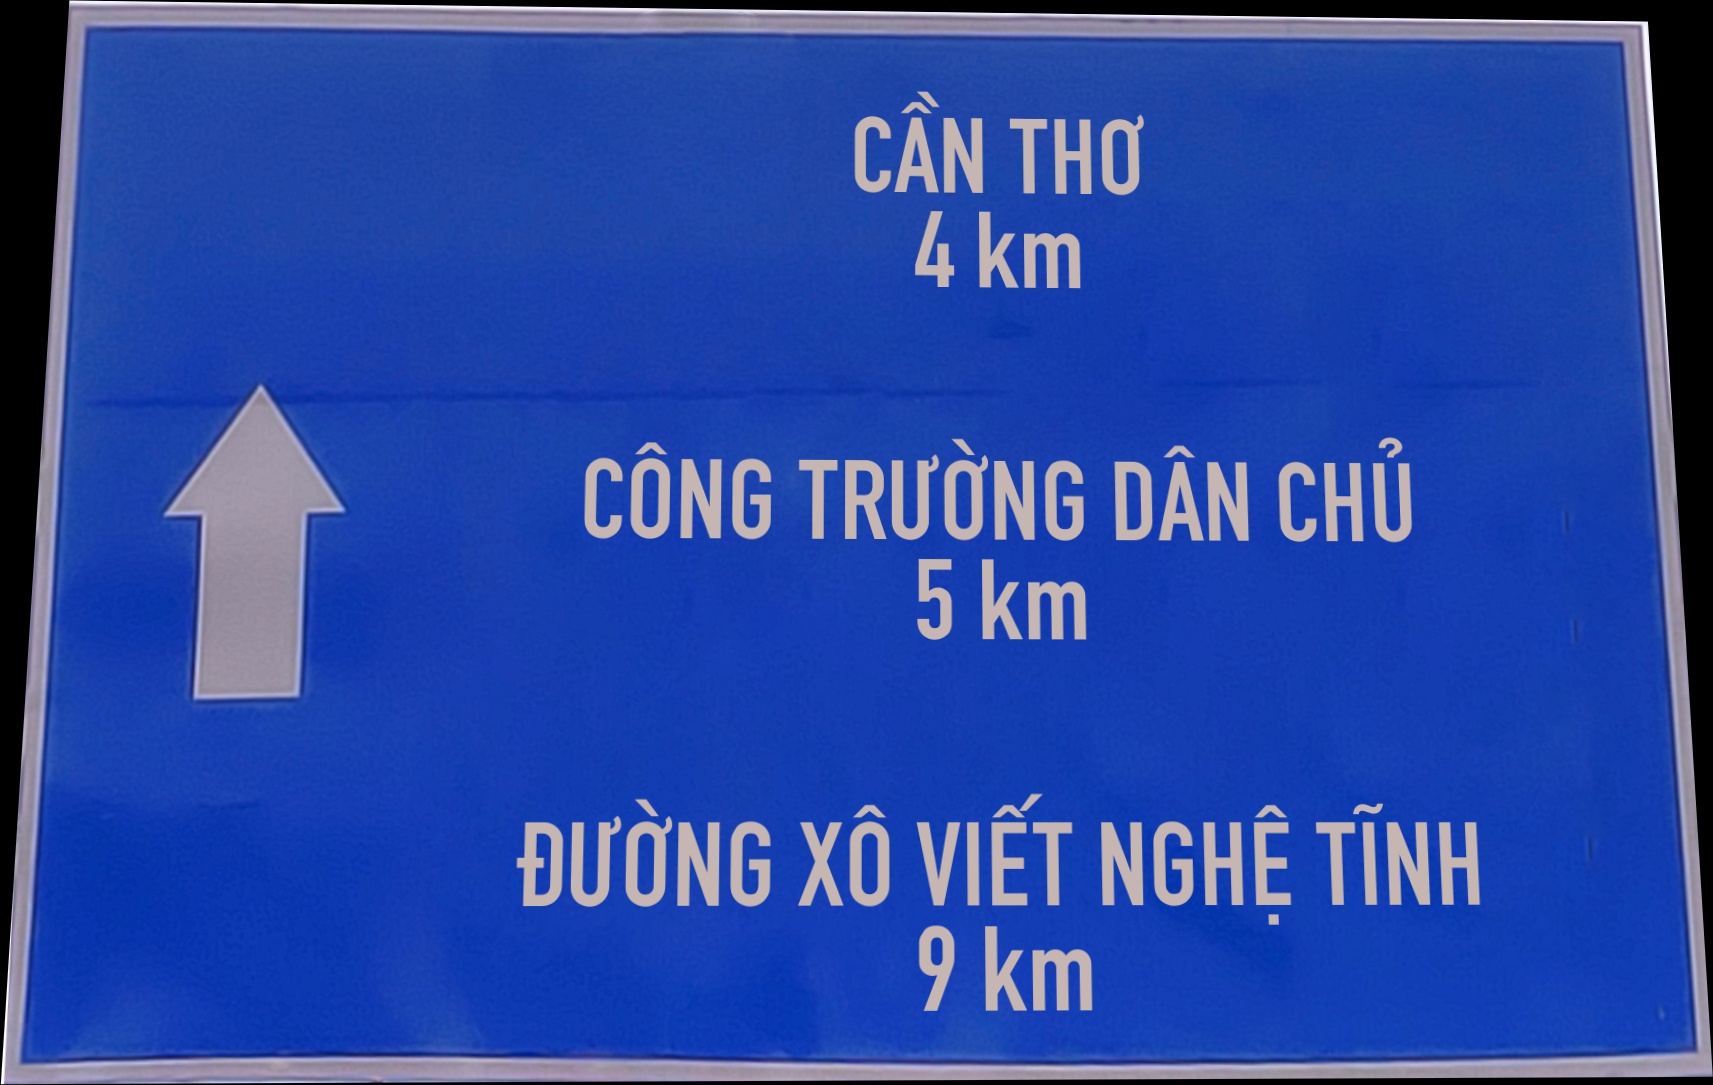 CẦN THƠ
4 km
CÔNG TRƯỜNG DÂN CHỦ
5 km
ĐƯỜNG XÔ VIẾT NGHỆ TĨNH
9 km